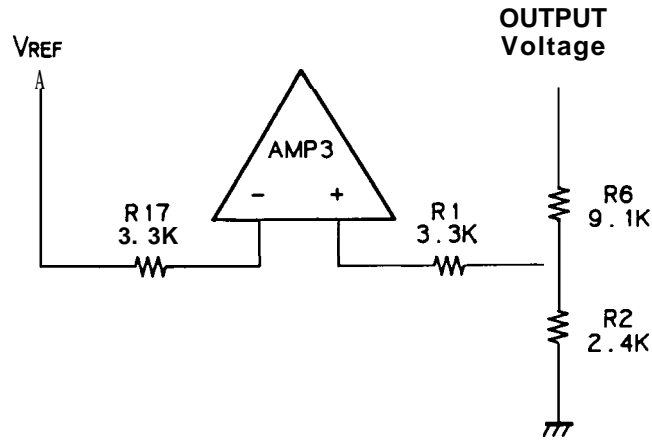 OUTPUT
Voltage
VREF
A
AMP3
- +
R17
3.3K
R1
3.3K
R6
9.1K
R2
2.4K